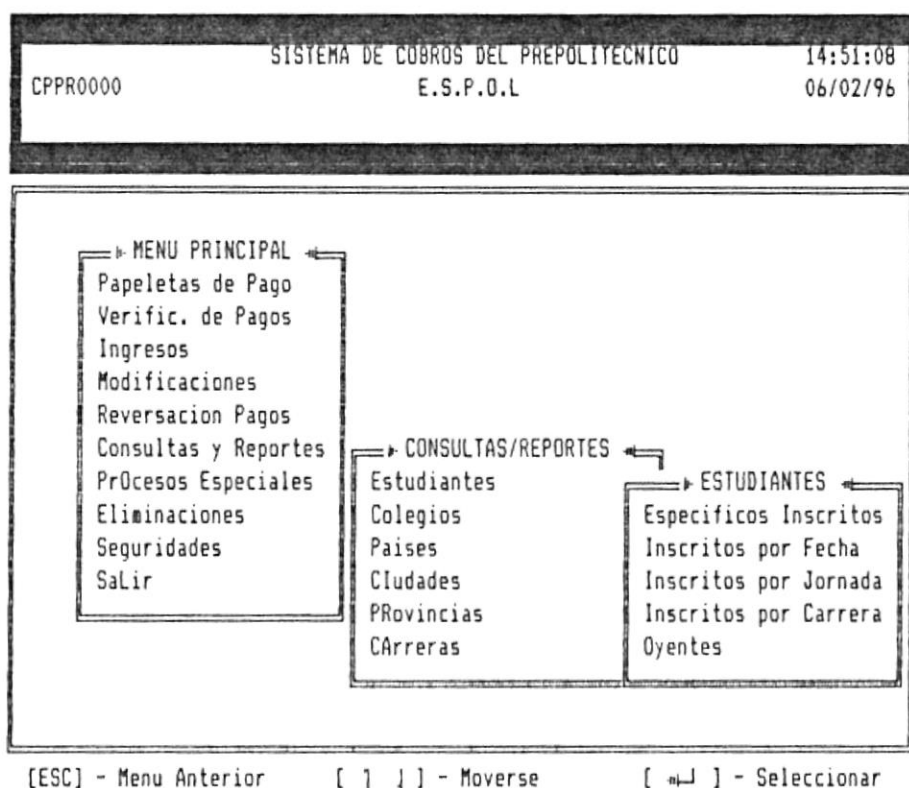 SISTEMA DE COBROS DEL PREPOLITECNICO 14:51:08
CPPR0000 E.S.P.O.L 06/02/96
MENU PRINCIPAL
Papeletas de Pago
Verific. de Pagos
Ingresos
Modificaciones
Reversacion Pagos
Consultas y Reportes
PrOcesos Especiales
Eliminaciones
Seguridades
SaLir
CONSULTAS/REPORTES
Estudiantes
Colegios
Paises
CIudades
PRovincias
CArreras
ESTUDIANTES
Especificos Inscritos
Inscritos por Fecha
Inscritos por Jornada
Inscritos por Carrera
Oyentes
[ESC] - Menu Anterior [ ] - Moverse [ ↵ ] - Seleccionar